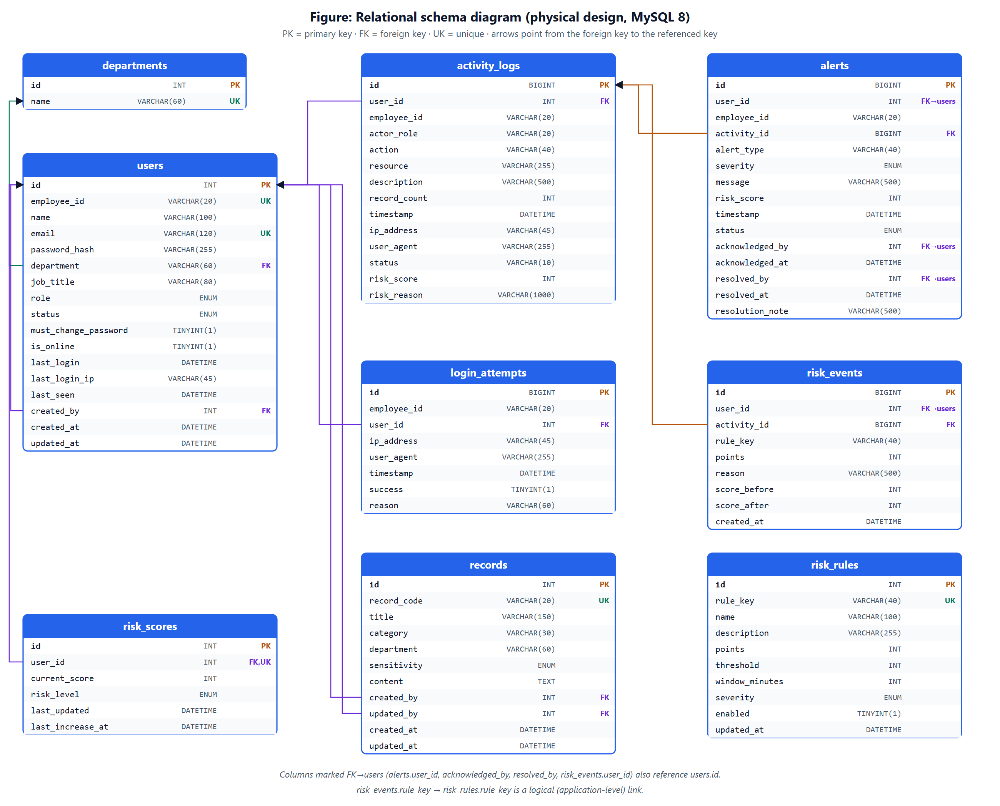 Figure: Relational schema diagram (physical design, MySQL 8)
PK = primary key · FK = foreign key · UK = unique · arrows point from the foreign key to the referenced key
departments
id INT PK
name VARCHAR(60) UK
users
id INT PK
employee_id VARCHAR(20) UK
name VARCHAR(100)
email VARCHAR(120) UK
password_hash VARCHAR(255)
department VARCHAR(60) FK
job_title VARCHAR(80)
role ENUM
status ENUM
must_change_password TINYINT(1)
is_online TINYINT(1)
last_login DATETIME
last_login_ip VARCHAR(45)
last_seen DATETIME
created_by INT FK
created_at DATETIME
updated_at DATETIME
risk_scores
id INT PK
user_id INT FK,UK
current_score INT
risk_level ENUM
last_updated DATETIME
last_increase_at DATETIME
activity_logs
id BIGINT PK
user_id INT FK
employee_id VARCHAR(20)
actor_role VARCHAR(20)
action VARCHAR(40)
resource VARCHAR(255)
description VARCHAR(500)
record_count INT
timestamp DATETIME
ip_address VARCHAR(45)
user_agent VARCHAR(255)
status VARCHAR(10)
risk_score INT
risk_reason VARCHAR(1000)
login_attempts
id BIGINT PK
employee_id VARCHAR(20)
user_id INT FK
ip_address VARCHAR(45)
user_agent VARCHAR(255)
timestamp DATETIME
success TINYINT(1)
reason VARCHAR(60)
records
id INT PK
record_code VARCHAR(20) UK
title VARCHAR(150)
category VARCHAR(30)
department VARCHAR(60)
sensitivity ENUM
content TEXT
created_by INT FK
updated_by INT FK
created_at DATETIME
updated_at DATETIME
alerts
id BIGINT PK
user_id INT FK→users
employee_id VARCHAR(20)
activity_id BIGINT FK
alert_type VARCHAR(40)
severity ENUM
message VARCHAR(500)
risk_score INT
timestamp DATETIME
status ENUM
acknowledged_by INT FK→users
acknowledged_at DATETIME
resolved_by INT FK→users
resolved_at DATETIME
resolution_note VARCHAR(500)
risk_events
id BIGINT PK
user_id INT FK→users
activity_id BIGINT FK
rule_key VARCHAR(40)
points INT
reason VARCHAR(500)
score_before INT
score_after INT
created_at DATETIME
risk_rules
id INT PK
rule_key VARCHAR(40) UK
name VARCHAR(100)
description VARCHAR(255)
points INT
threshold INT
window_minutes INT
severity ENUM
enabled TINYINT(1)
updated_at DATETIME
Columns marked FK→users (alerts.user_id, acknowledged_by, resolved_by, risk_events.user_id) also reference users.id.
risk_events.rule_key → risk_rules.rule_key is a logical (application-level) link.